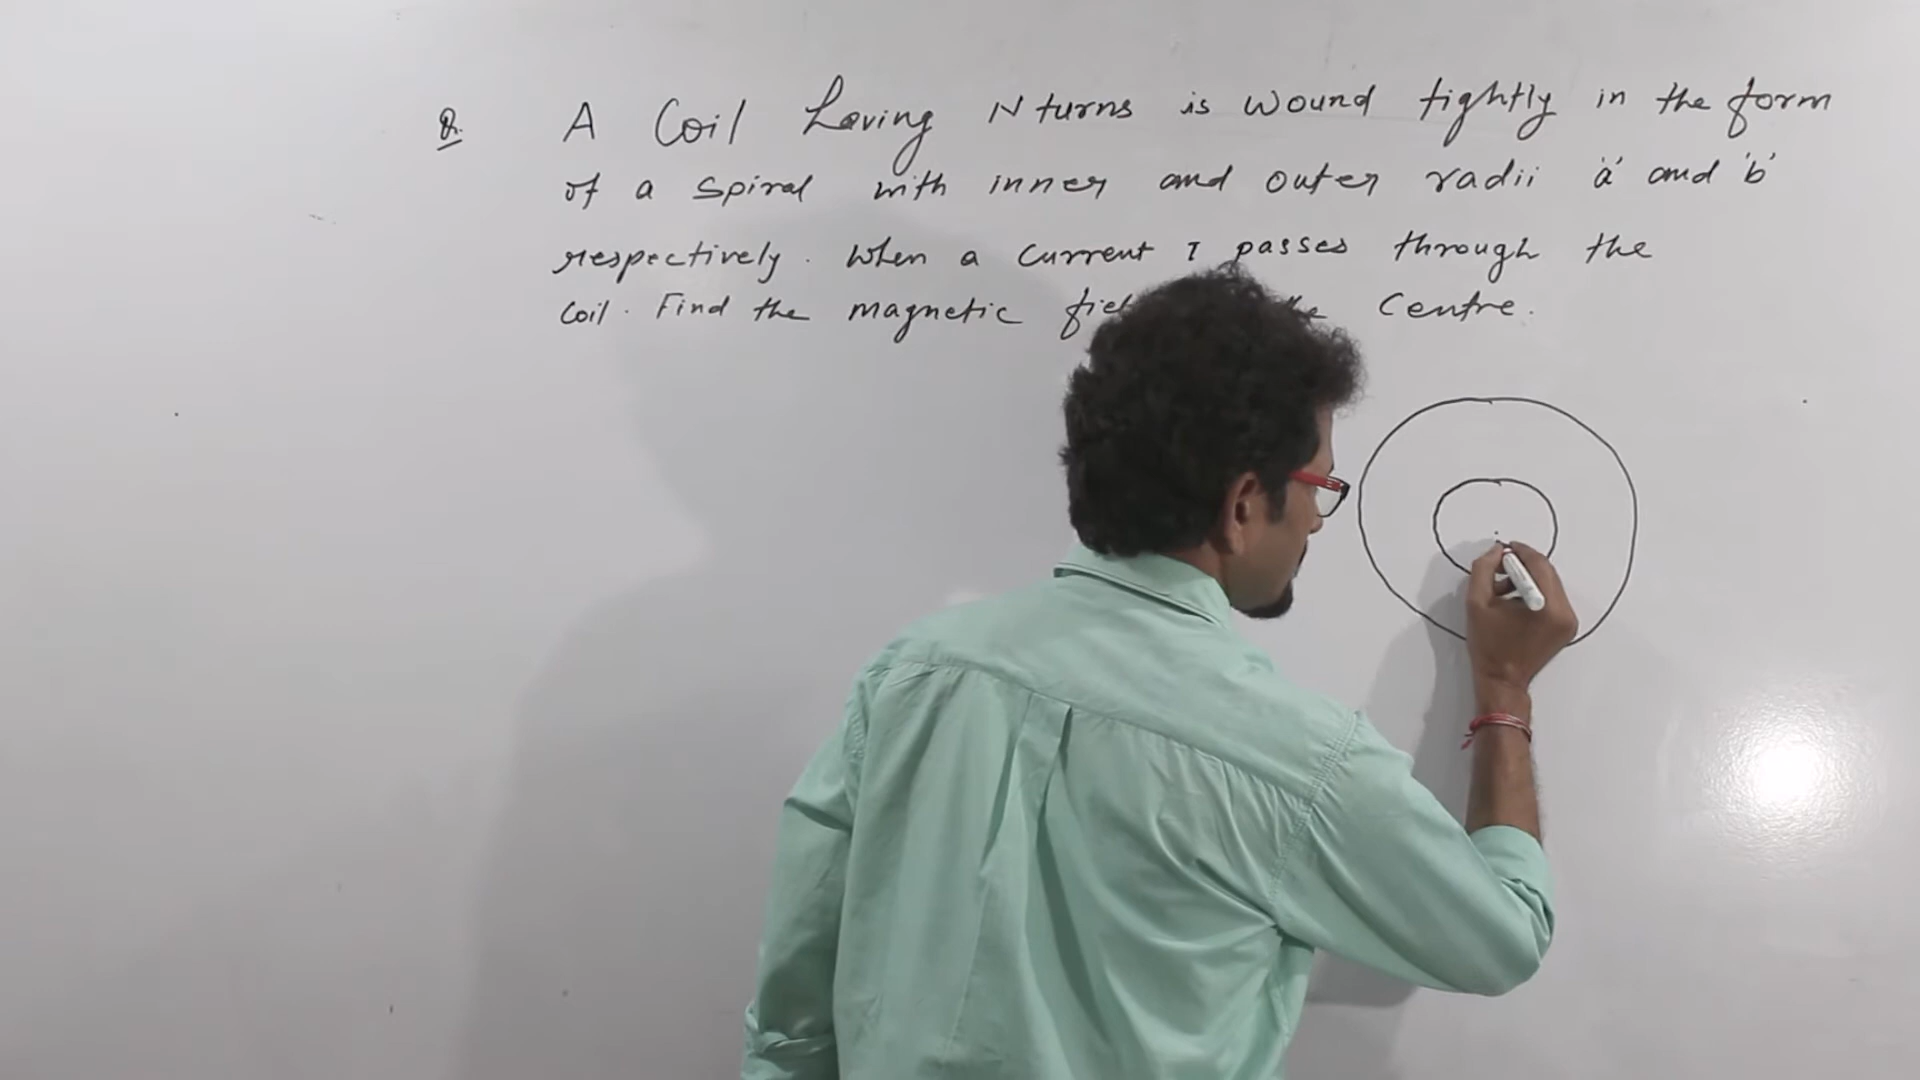 Q. A Coil Having N turns is wound tightly in the form
of a spiral with inner and outer radii 'a' and 'b'
respectively. When a current I passes through the
coil. Find the magnetic Centre.